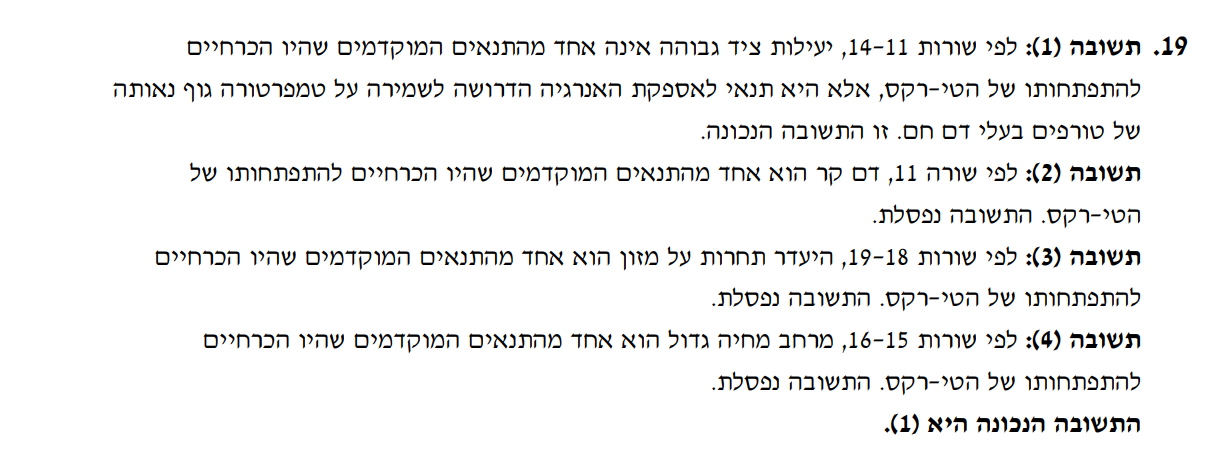 19. תשובה (1): לפי שורות 11–14, יעילות ציד גבוהה אינה אחד מהתנאים המוקדמים שהיו הכרחיים
להתפתחותו של הטי-רקס, אלא היא תנאי לאספקת האנרגיה הדרושה לשמירה על טמפרטורה גוף נאותה
של טורפים בעלי דם חם. זו התשובה הנכונה.
תשובה (2): לפי שורה 11, דם קר הוא אחד מהתנאים המוקדמים שהיו הכרחיים להתפתחותו של
הטי-רקס. התשובה נפסלת.
תשובה (3): לפי שורות 18–19, היעדר תחרות על מזון הוא אחד מהתנאים המוקדמים שהיו הכרחיים
להתפתחותו של הטי-רקס. התשובה נפסלת.
תשובה (4): לפי שורות 15–16, מרחב מחיה גדול הוא אחד מהתנאים המוקדמים שהיו הכרחיים
להתפתחותו של הטי-רקס. התשובה נפסלת.
התשובה הנכונה היא (1).